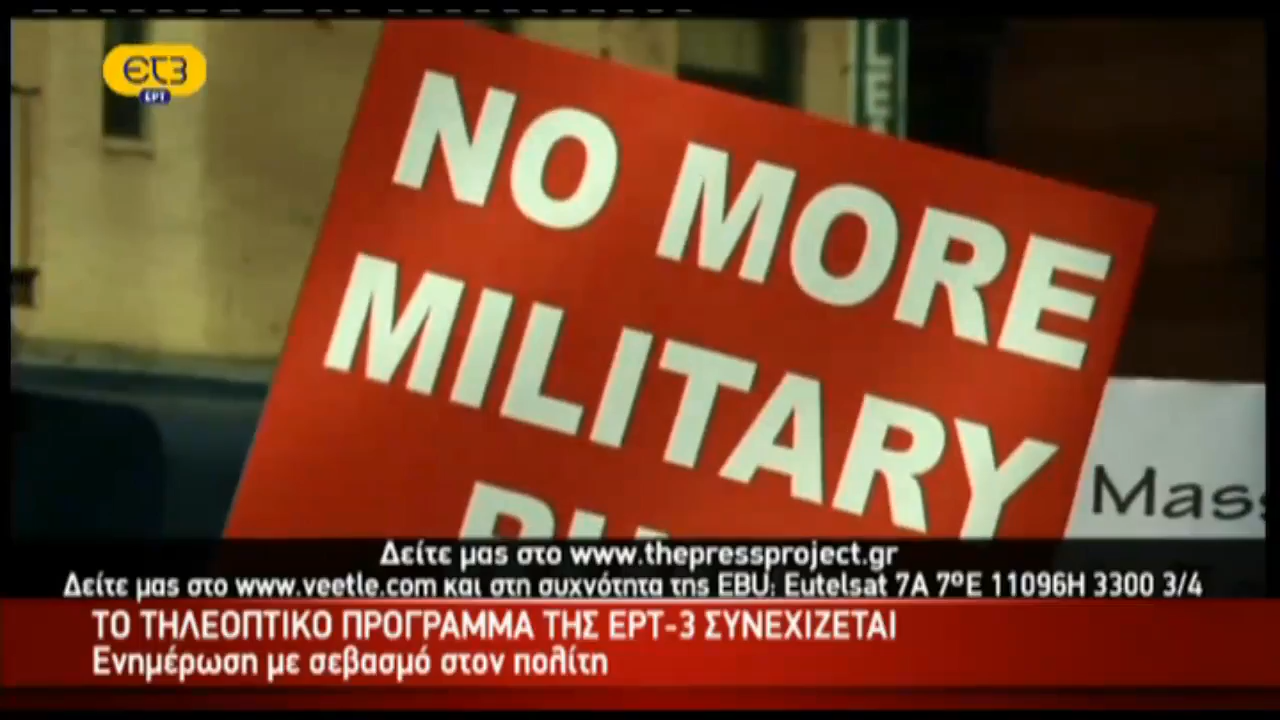 ET3
ΕΡΤ
LE
NO MORE
MILITARY
Mas
Δείτε μας στο www.thepressproject.gr
Δείτε μας στο www.veetle.com και στη συχνότητα της EBU: Eutelsat 7A 7ºE 11096H 3300 3/4
ΤΟ ΤΗΛΕΟΠΤΙΚΟ ΠΡΟΓΡΑΜΜΑ ΤΗΣ ΕΡΤ-3 ΣΥΝΕΧΙΖΕΤΑΙ
Ενημέρωση με σεβασμό στον πολίτη